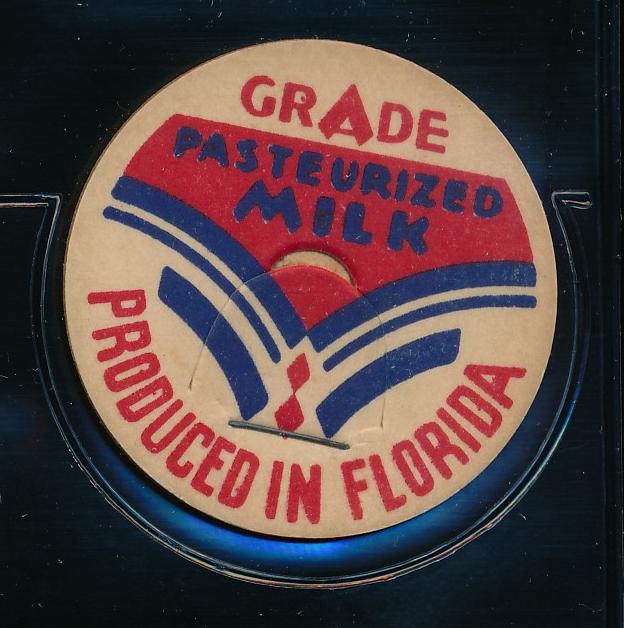 GRADE
PASTEURIZED
MILK
PRODUCED IN FLORIDA